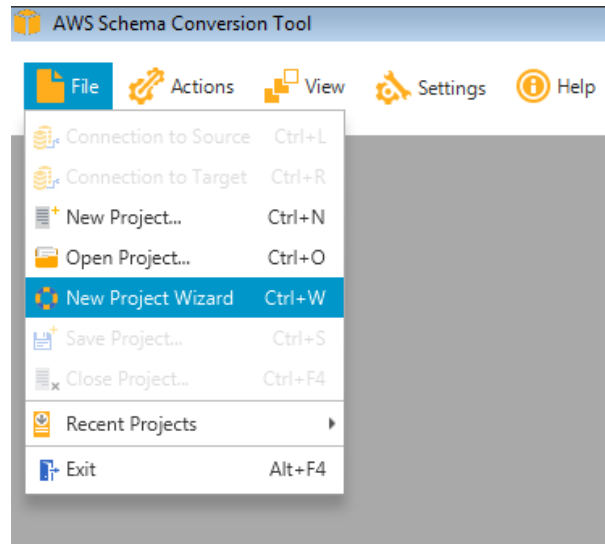 AWS Schema Conversion Tool
File Actions View Settings Help
Connection to Source Ctrl+L
Connection to Target Ctrl+R
New Project... Ctrl+N
Open Project... Ctrl+O
New Project Wizard Ctrl+W
Save Project... Ctrl+S
Close Project... Ctrl+F4
Recent Projects
Exit Alt+F4